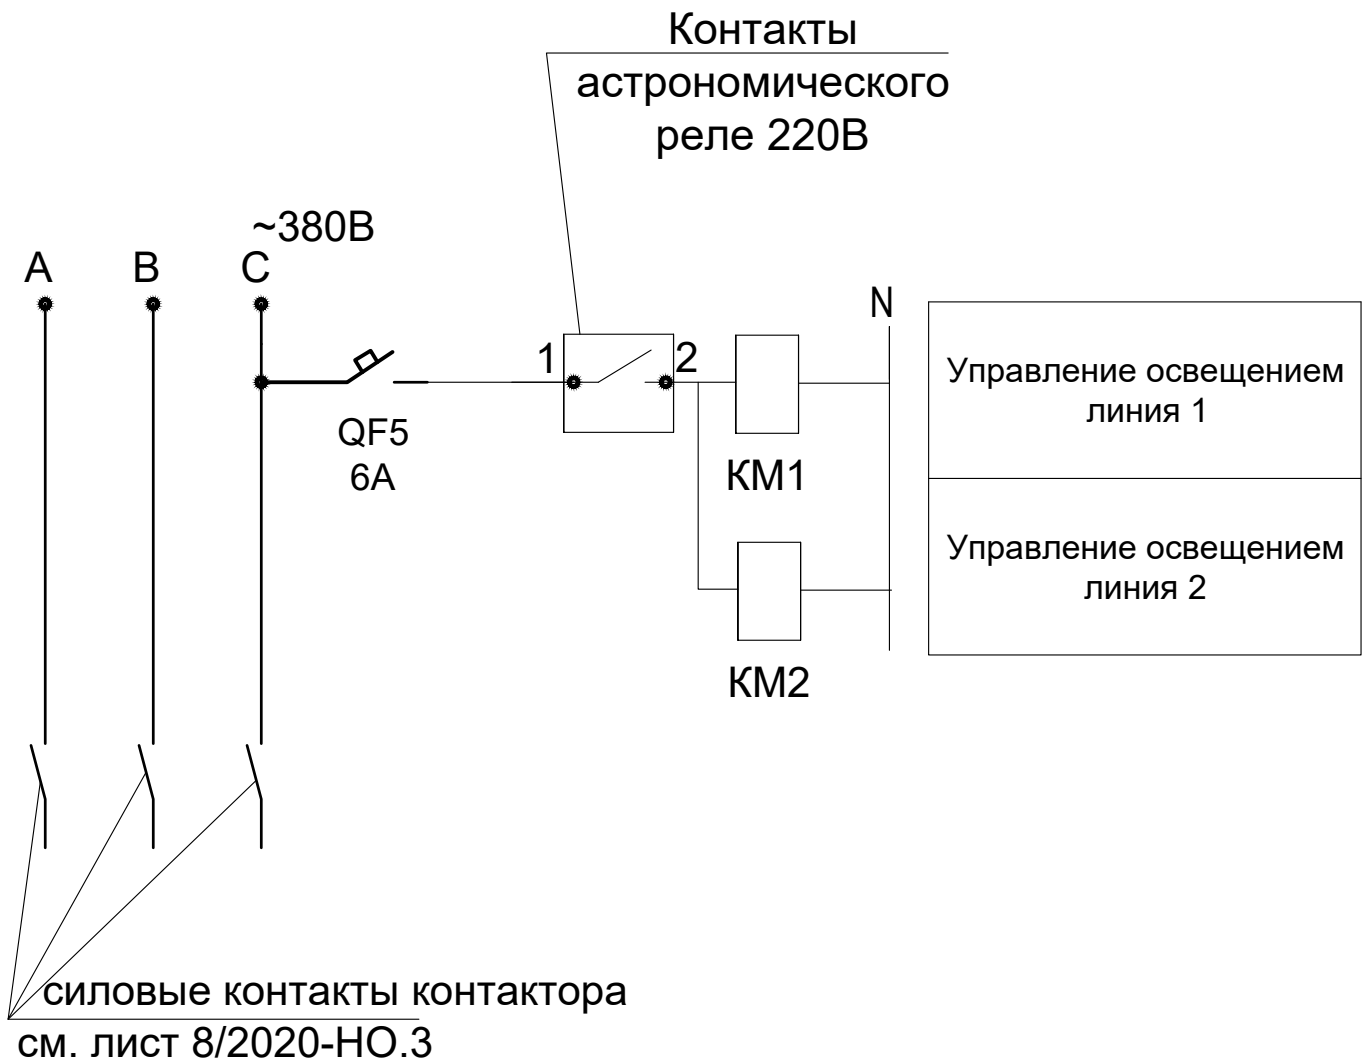 Контакты
астрономического
реле 220В
~380В
A B C
N
1 2
QF5
6А
КМ1
КМ2
Управление освещением
линия 1
Управление освещением
линия 2
силовые контакты контактора
см. лист 8/2020-НО.3